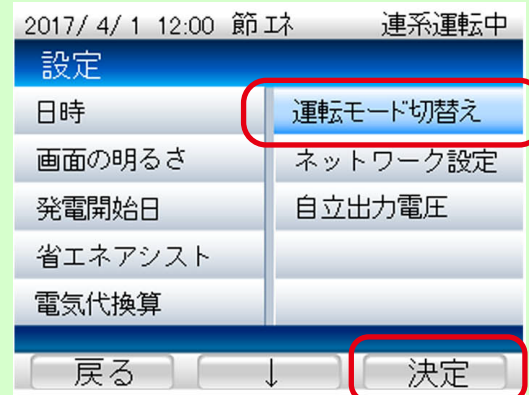 2017/ 4/ 1 12:00 節エネ 連系運転中
設定
日時
画面の明るさ
発電開始日
省エネアシスト
電気代換算
運転モード切替え
ネットワーク設定
自立出力電圧
戻る ↓ 決定